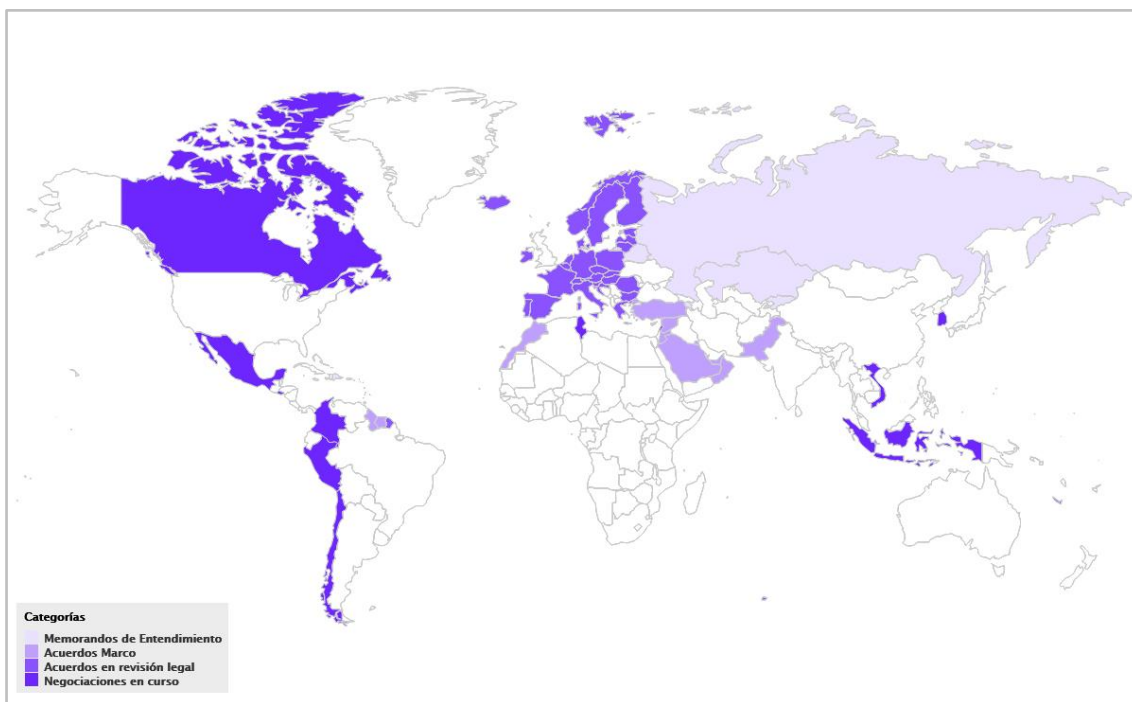 Categorías
Memorandos de Entendimiento
Acuerdos Marco
Acuerdos en revisión legal
Negociaciones en curso